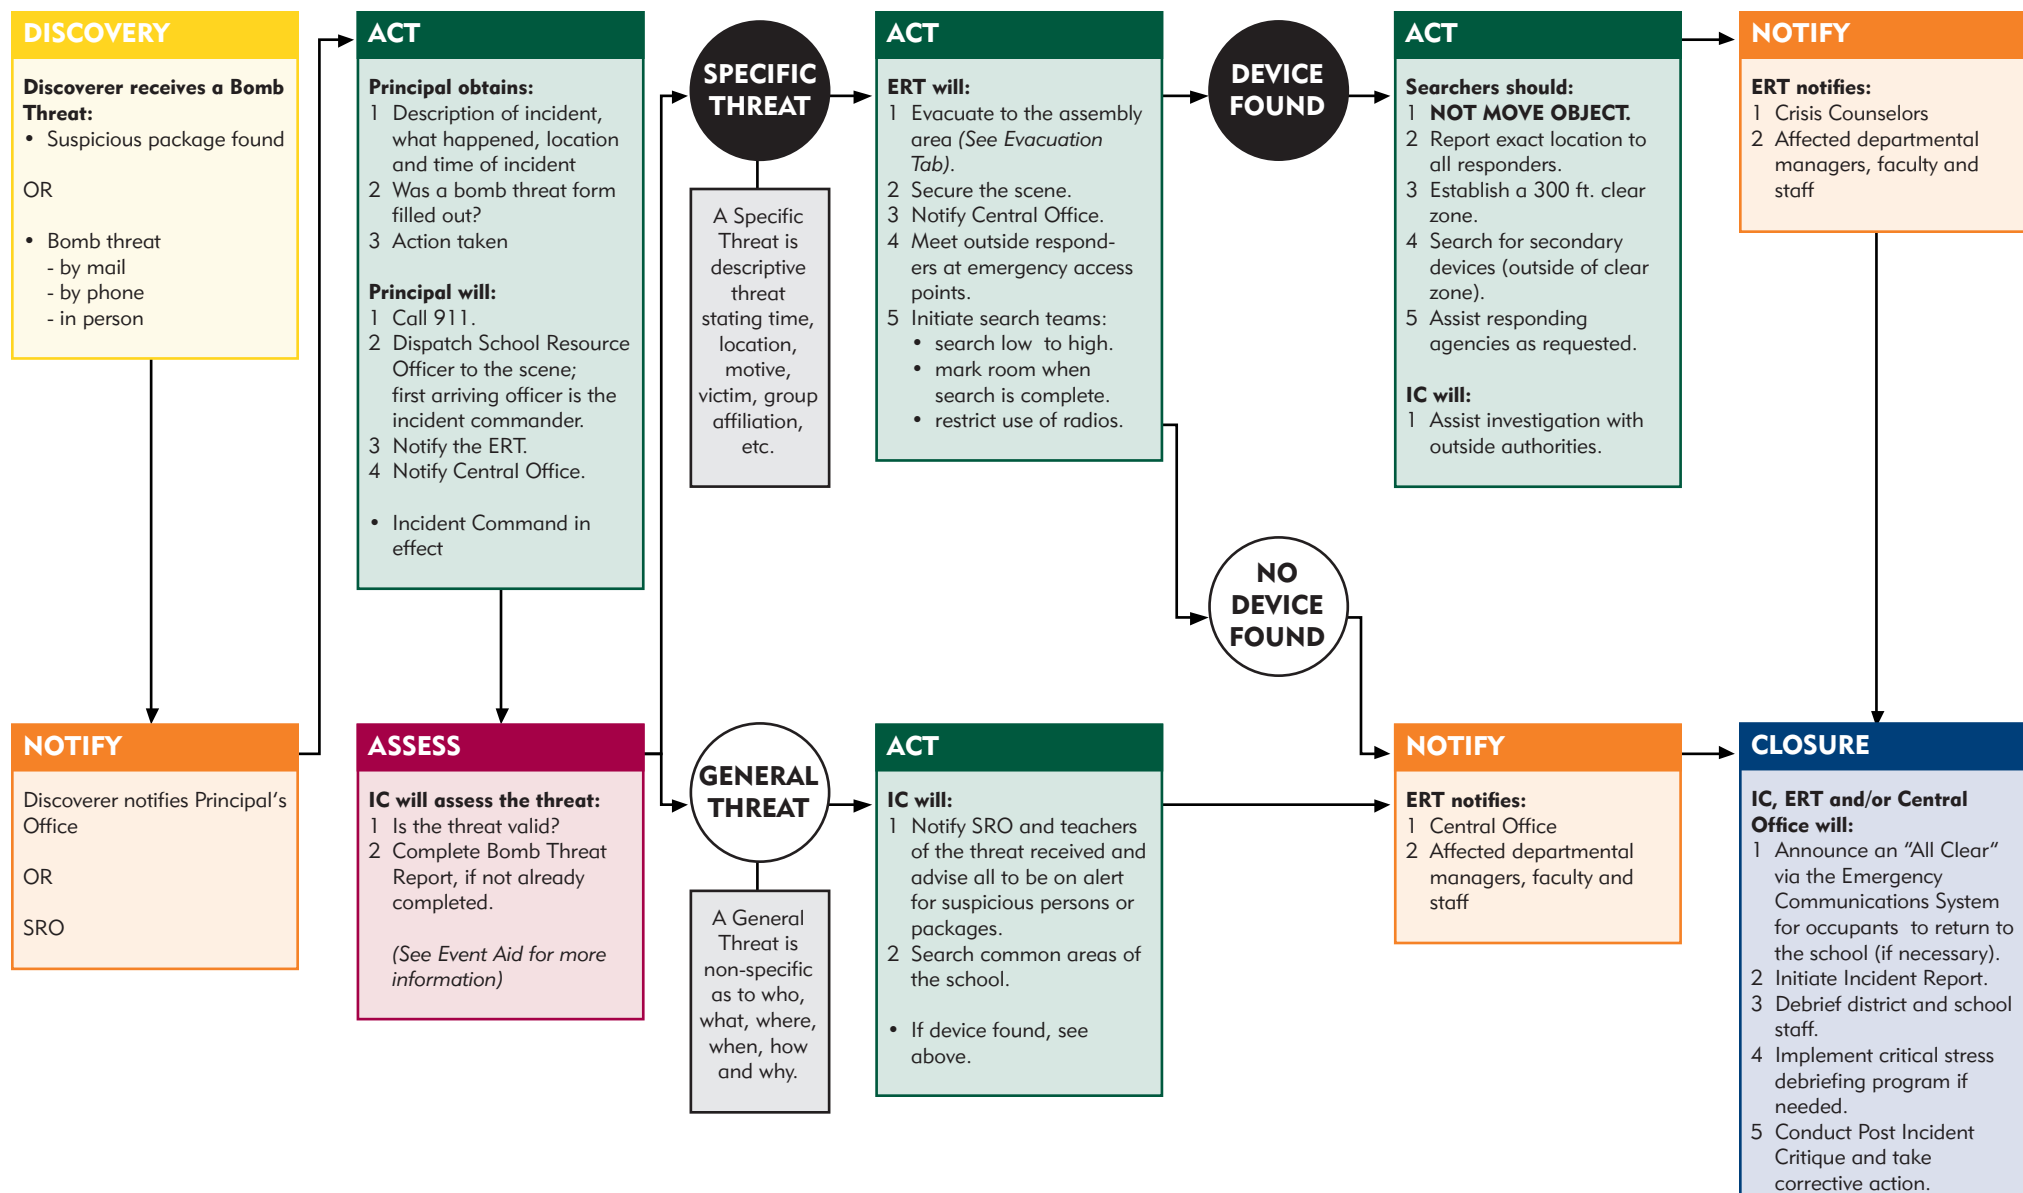 DISCOVERY
Discoverer receives a Bomb
Threat:
• Suspicious package found
OR
• Bomb threat
- by mail
- by phone
- in person
NOTIFY
Discoverer notifies Principal's
Office
OR
SRO
ACT
Principal obtains:
1 Description of incident,
what happened, location
and time of incident
2 Was a bomb threat form
filled out?
3 Action taken
Principal will:
1 Call 911.
2 Dispatch School Resource
Officer to the scene;
first arriving officer is the
incident commander.
3 Notify the ERT.
4 Notify Central Office.
• Incident Command in
effect
ASSESS
IC will assess the threat:
1 Is the threat valid?
2 Complete Bomb Threat
Report, if not already
completed.
(See Event Aid for more
information)
SPECIFIC
THREAT
A Specific
Threat is
descriptive
threat
stating time,
location,
motive,
victim, group
affiliation,
etc.
GENERAL
THREAT
A General
Threat is
non-specific
as to who,
what, where,
when, how
and why.
ACT
ERT will:
1 Evacuate to the assembly
area (See Evacuation
Tab).
2 Secure the scene.
3 Notify Central Office.
4 Meet outside respond-
ers at emergency access
points.
5 Initiate search teams:
• search low to high.
• mark room when
search is complete.
• restrict use of radios.
ACT
IC will:
1 Notify SRO and teachers
of the threat received and
advise all to be on alert
for suspicious persons or
packages.
2 Search common areas of
the school.
• If device found, see
above.
DEVICE
FOUND
NO
DEVICE
FOUND
ACT
Searchers should:
1 NOT MOVE OBJECT.
2 Report exact location to
all responders.
3 Establish a 300 ft. clear
zone.
4 Search for secondary
devices (outside of clear
zone).
5 Assist responding
agencies as requested.
IC will:
1 Assist investigation with
outside authorities.
NOTIFY
ERT notifies:
1 Central Office
2 Affected departmental
managers, faculty and
staff
NOTIFY
ERT notifies:
1 Crisis Counselors
2 Affected departmental
managers, faculty and
staff
CLOSURE
IC, ERT and/or Central
Office will:
1 Announce an “All Clear“
via the Emergency
Communications System
for occupants to return to
the school (if necessary).
2 Initiate Incident Report.
3 Debrief district and school
staff.
4 Implement critical stress
debriefing program if
needed.
5 Conduct Post Incident
Critique and take
corrective action.